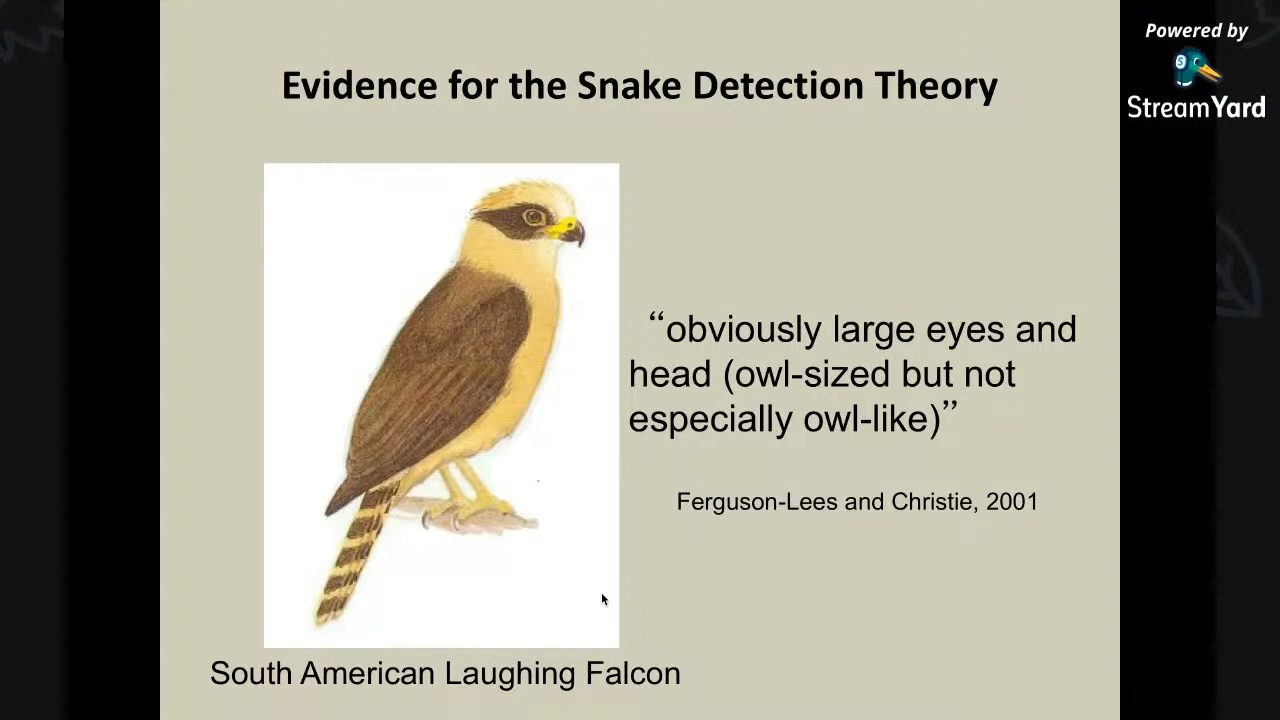 Powered by
StreamYard
Evidence for the Snake Detection Theory
“obviously large eyes and
head (owl-sized but not
especially owl-like)”
Ferguson-Lees and Christie, 2001
South American Laughing Falcon